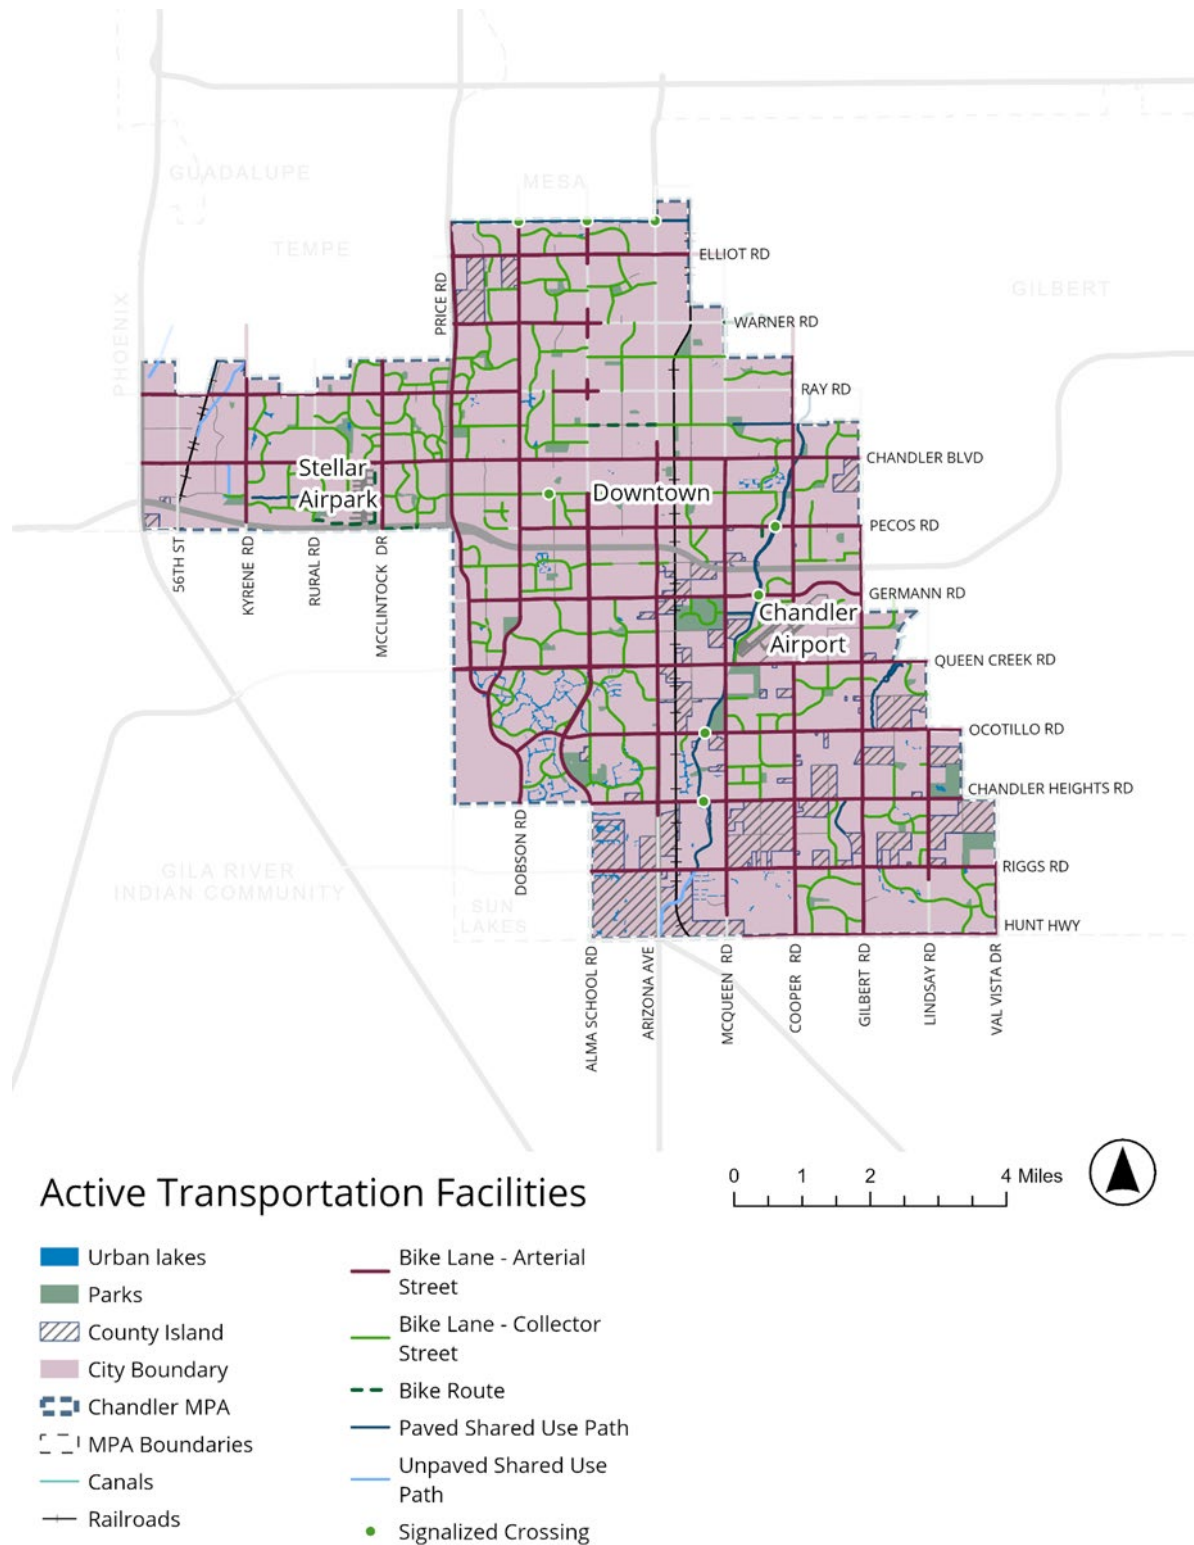 GUADALUPE
MESA
TEMPE
ELLIOT RD
PHOENIX
PRICE RD
GILBERT
WARNER RD
RAY RD
CHANDLER BLVD
Stellar
Airpark
Downtown
PECOS RD
56TH ST
KYRENE RD
RURAL RD
MCCLINTOCK DR
GERMANN RD
Chandler
Airport
QUEEN CREEK RD
OCOTILLO RD
CHANDLER HEIGHTS RD
DOBSON RD
GILA RIVER
INDIAN COMMUNITY
SUN
LAKES
RIGGS RD
HUNT HWY
ALMA SCHOOL RD
ARIZONA AVE
MCQUEEN RD
COOPER RD
GILBERT RD
LINDSAY RD
VAL VISTA DR
0 1 2 4 Miles
Active Transportation Facilities
Urban lakes
Parks
County Island
City Boundary
Chandler MPA
MPA Boundaries
Canals
Railroads
Bike Lane - Arterial
Street
Bike Lane - Collector
Street
Bike Route
Paved Shared Use Path
Unpaved Shared Use
Path
Signalized Crossing